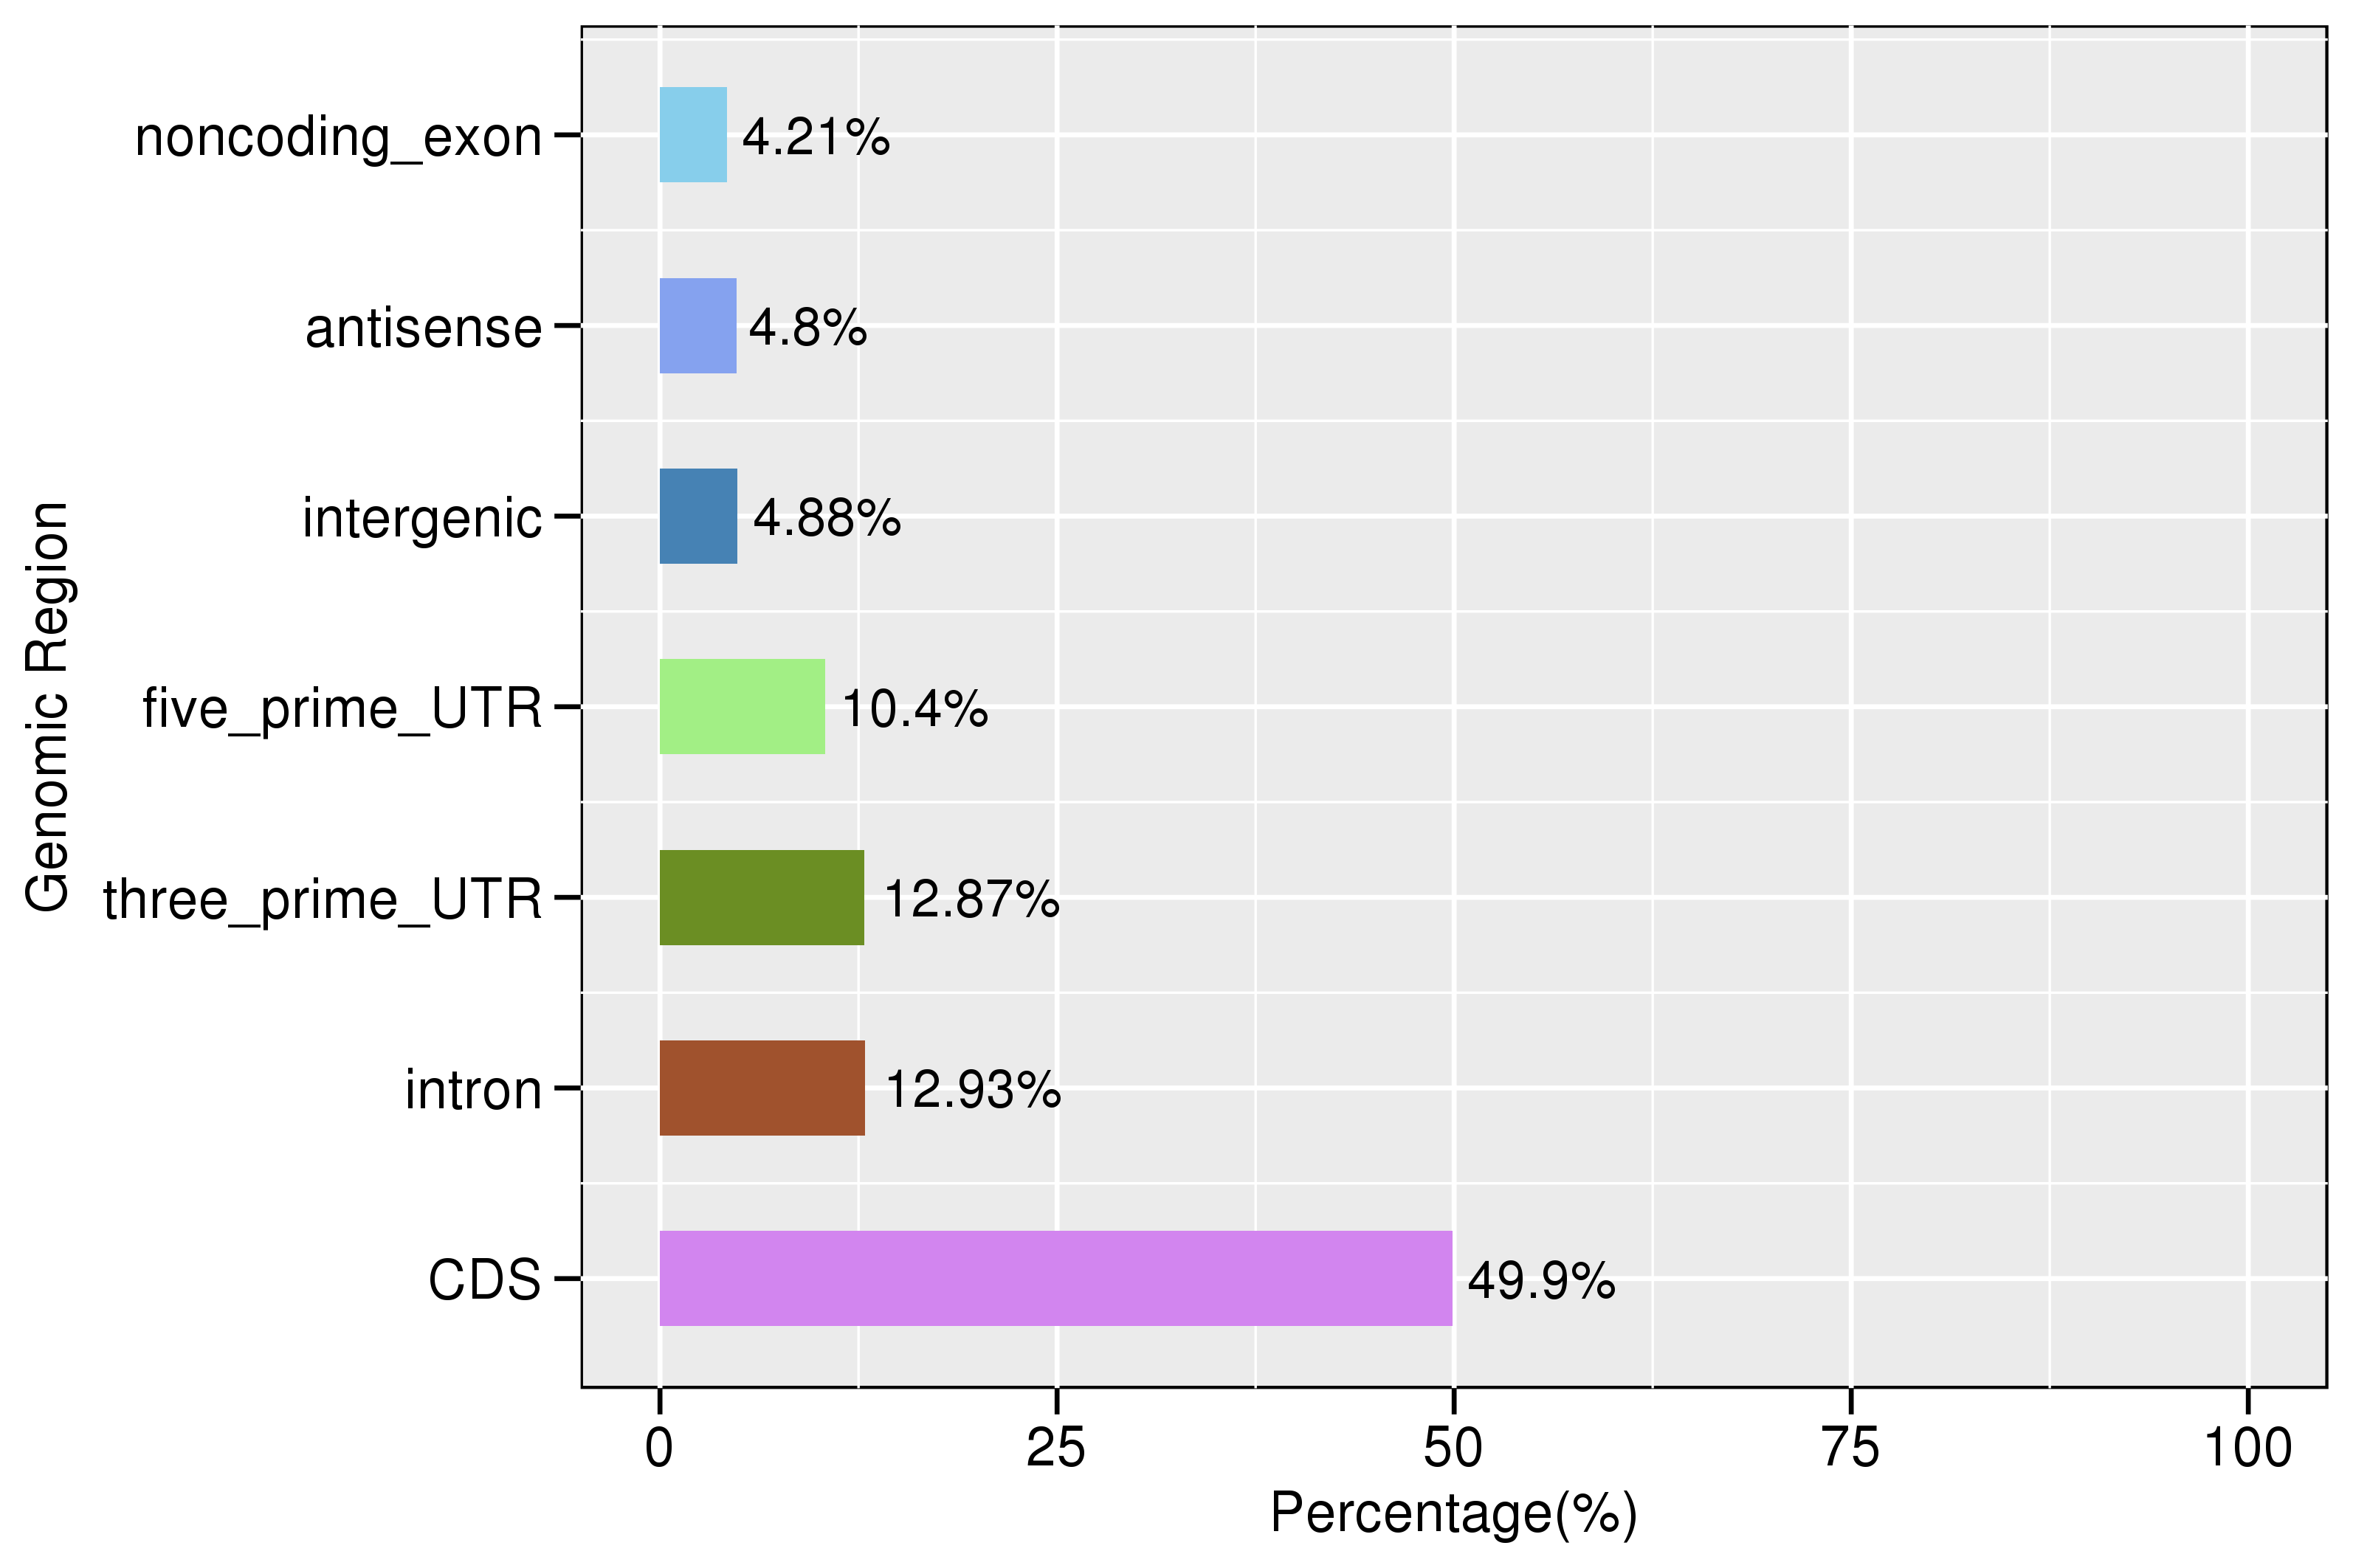 Genomic Region
noncoding_exon 4.21%
antisense 4.8%
intergenic 4.88%
five_prime_UTR 10.4%
three_prime_UTR 12.87%
intron 12.93%
CDS 49.9%
0 25 50 75 100
Percentage(%)